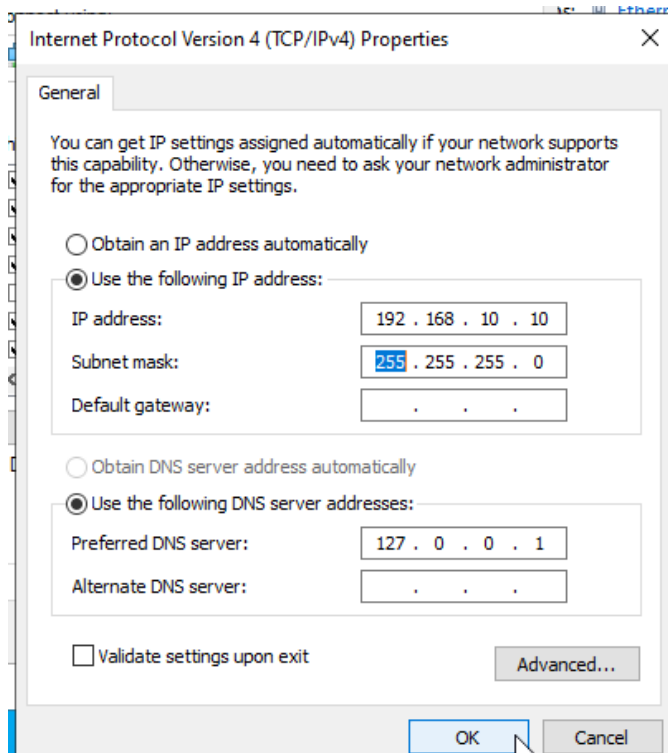 Internet Protocol Version 4 (TCP/IPv4) Properties
General
You can get IP settings assigned automatically if your network supports
this capability. Otherwise, you need to ask your network administrator
for the appropriate IP settings.
Obtain an IP address automatically
Use the following IP address:
IP address: 192 . 168 . 10 . 10
Subnet mask: 255 . 255 . 255 . 0
Default gateway: . . .
Obtain DNS server address automatically
Use the following DNS server addresses:
Preferred DNS server: 127 . 0 . 0 . 1
Alternate DNS server: . . .
Validate settings upon exit
Advanced...
OK Cancel